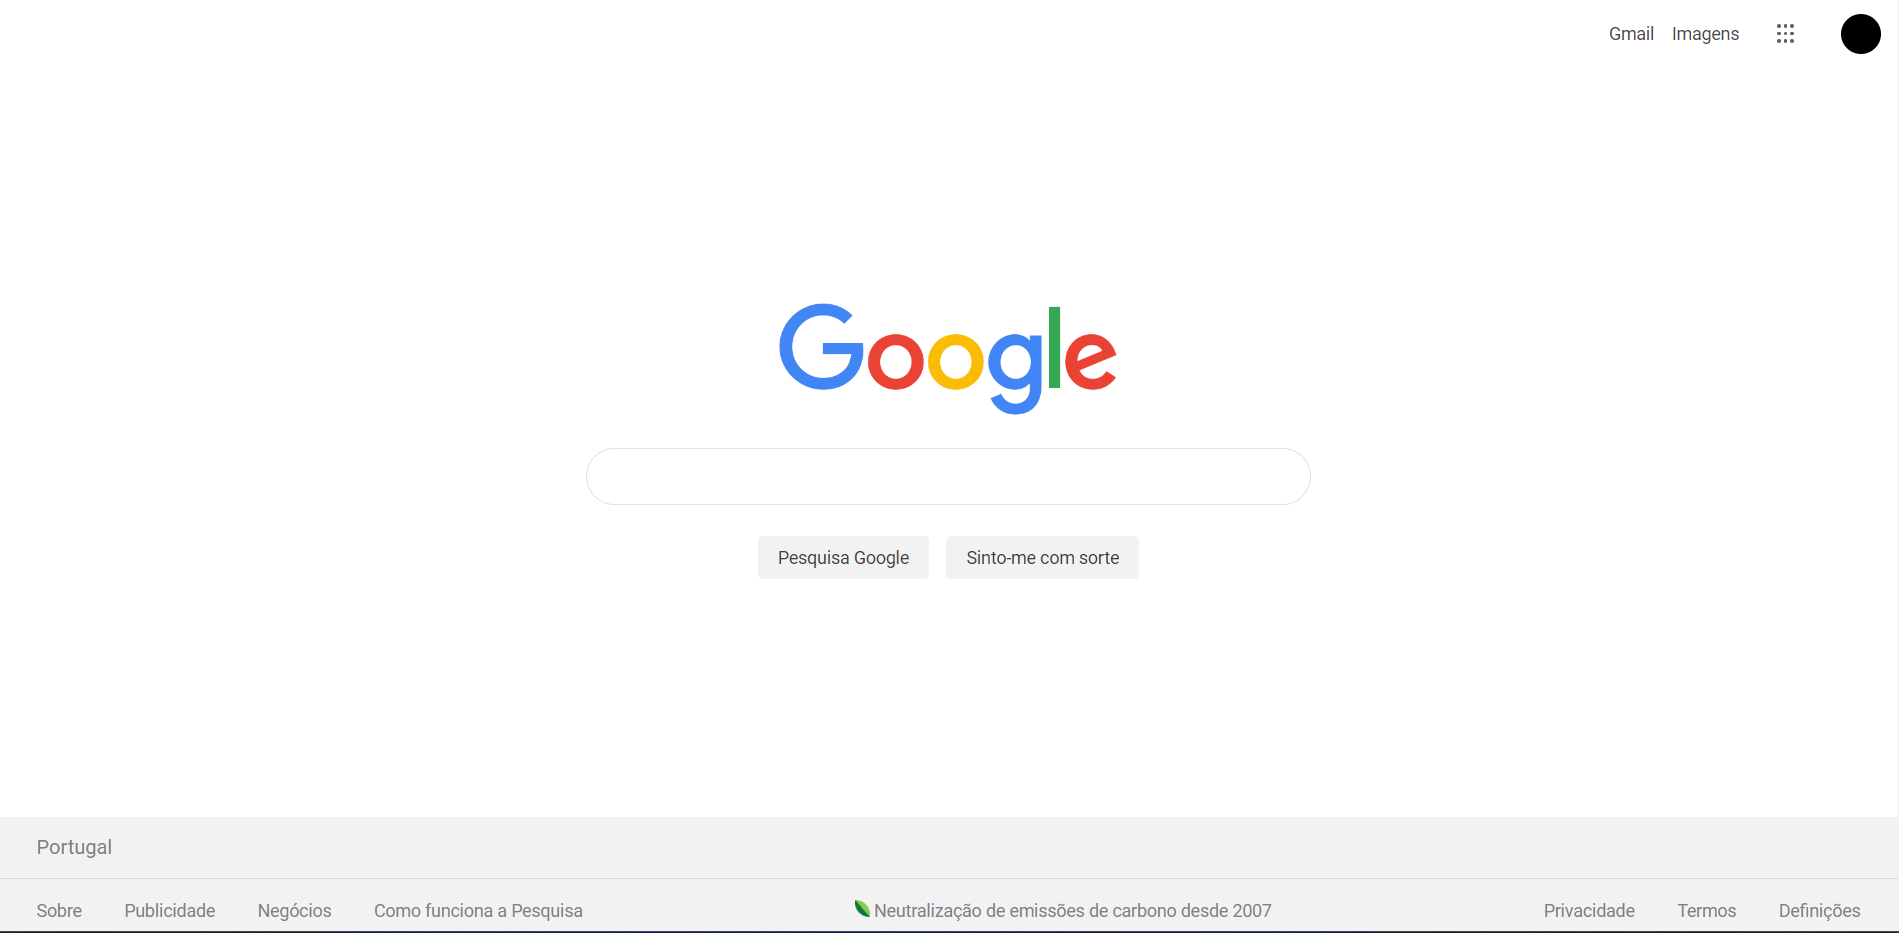 Gmail Imagens
Google
Pesquisa Google Sinto-me com sorte
Portugal
Sobre Publicidade Negócios Como funciona a Pesquisa Neutralização de emissões de carbono desde 2007 Privacidade Termos Definições